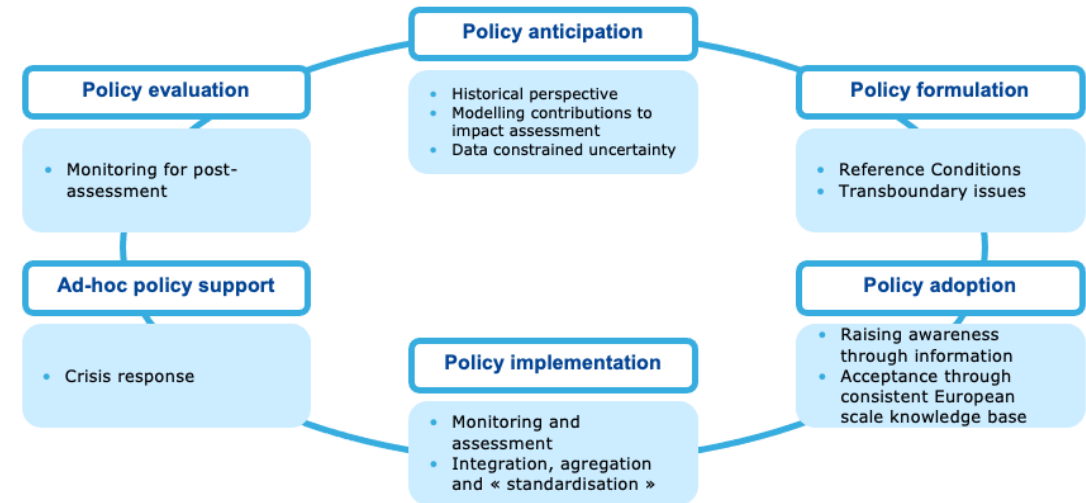 Policy anticipation
Historical perspective
Modelling contributions to
impact assessment
Data constrained uncertainty
Policy formulation
Reference Conditions
Transboundary issues
Policy adoption
Raising awareness
through information
Acceptance through
consistent European
scale knowledge base
Policy implementation
Monitoring and
assessment
Integration, agregation
and « standardisation »
Ad-hoc policy support
Crisis response
Policy evaluation
Monitoring for post-
assessment